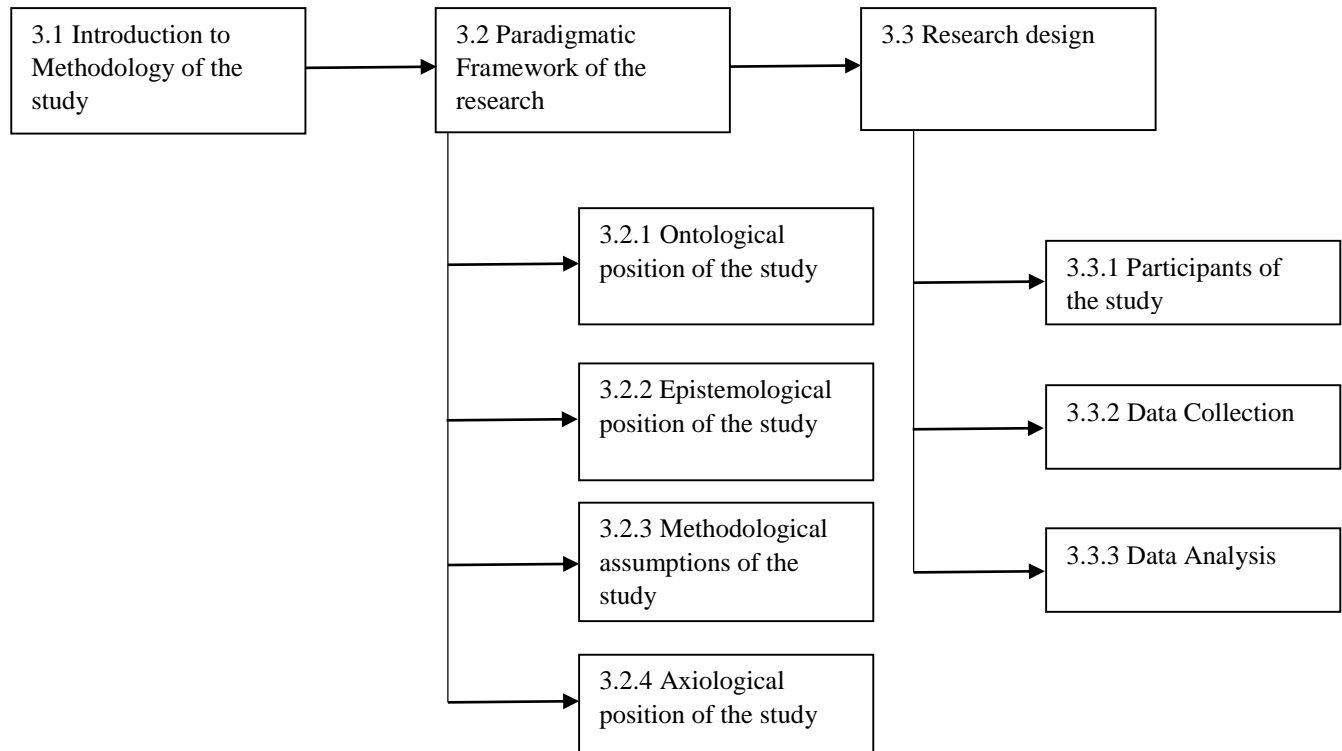 3.1 Introduction to
Methodology of the
study
3.2 Paradigmatic
Framework of the
research
3.3 Research design
3.2.1 Ontological
position of the study
3.2.2 Epistemological
position of the study
3.2.3 Methodological
assumptions of the
study
3.2.4 Axiological
position of the study
3.3.1 Participants of
the study
3.3.2 Data Collection
3.3.3 Data Analysis